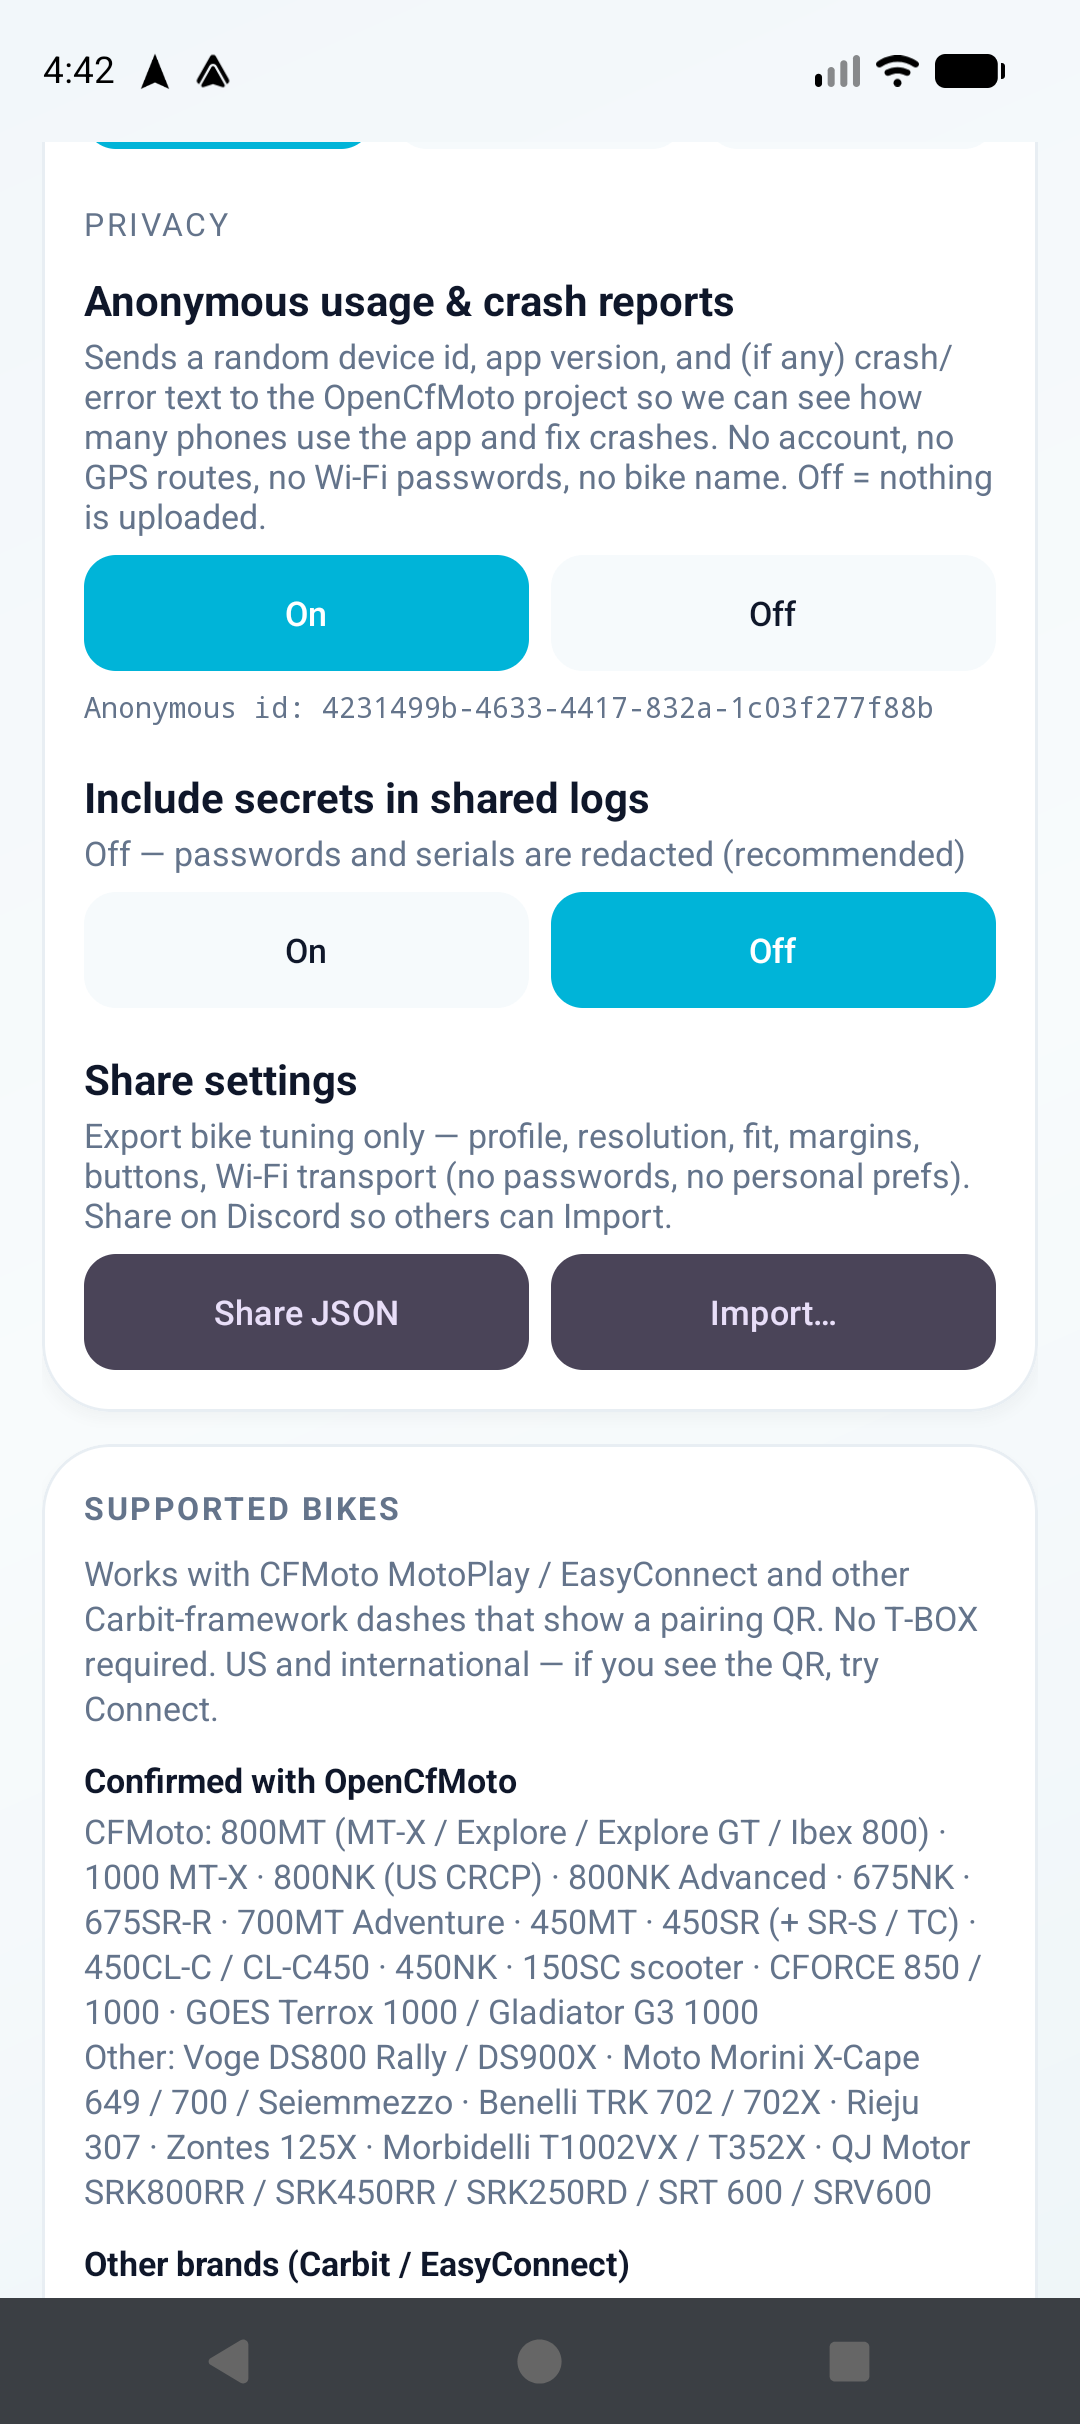 4:42
PRIVACY
Anonymous usage & crash reports
Sends a random device id, app version, and (if any) crash/
error text to the OpenCfMoto project so we can see how
many phones use the app and fix crashes. No account, no
GPS routes, no Wi-Fi passwords, no bike name. Off = nothing
is uploaded.
On
Off
Anonymous id: 4231499b-4633-4417-832a-1c03f277f88b
Include secrets in shared logs
Off — passwords and serials are redacted (recommended)
On
Off
Share settings
Export bike tuning only — profile, resolution, fit, margins,
buttons, Wi-Fi transport (no passwords, no personal prefs).
Share on Discord so others can Import.
Share JSON
Import…
SUPPORTED BIKES
Works with CFMoto MotoPlay / EasyConnect and other
Carbit-framework dashes that show a pairing QR. No T-BOX
required. US and international — if you see the QR, try
Connect.
Confirmed with OpenCfMoto
CFMoto: 800MT (MT-X / Explore / Explore GT / Ibex 800) ·
1000 MT-X · 800NK (US CRCP) · 800NK Advanced · 675NK ·
675SR-R · 700MT Adventure · 450MT · 450SR (+ SR-S / TC) ·
450CL-C / CL-C450 · 450NK · 150SC scooter · CFORCE 850 /
1000 · GOES Terrox 1000 / Gladiator G3 1000
Other: Voge DS800 Rally / DS900X · Moto Morini X-Cape
649 / 700 / Seiemmezzo · Benelli TRK 702 / 702X · Rieju
307 · Zontes 125X · Morbidelli T1002VX / T352X · QJ Motor
SRK800RR / SRK450RR / SRK250RD / SRT 600 / SRV600
Other brands (Carbit / EasyConnect)